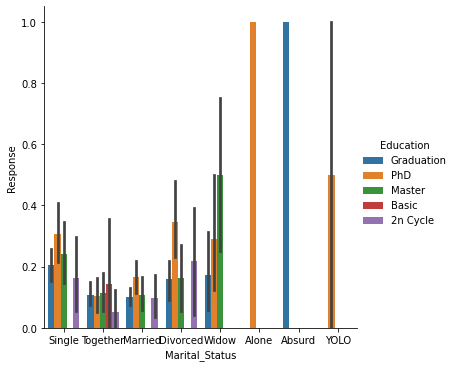 1.0
0.8
0.6
0.4
0.2
0.0
Response
Single Together Married Divorced Widow Alone Absurd YOLO
Marital_Status
Education
Graduation
PhD
Master
Basic
2n Cycle